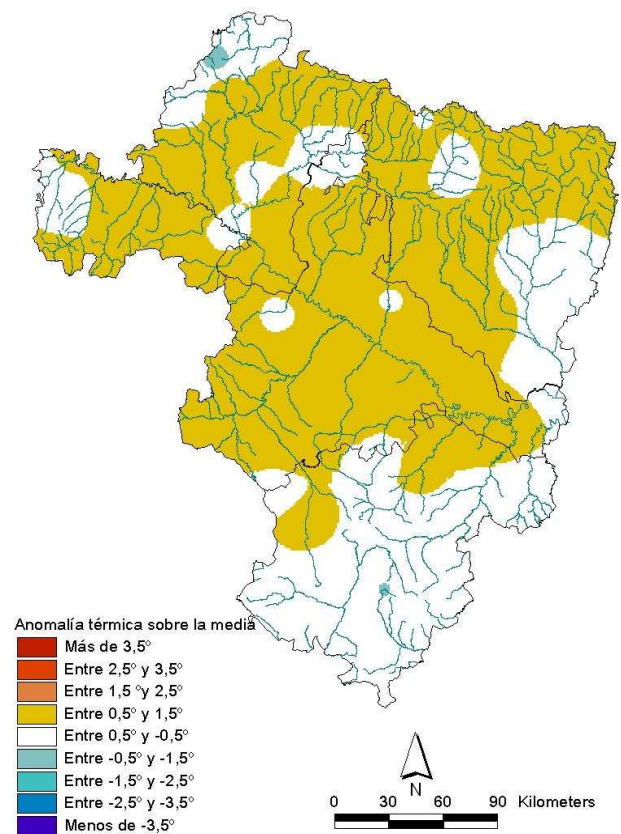 Anomalía térmica sobre la media
Más de 3,5°
Entre 2,5° y 3,5°
Entre 1,5 °y 2,5°
Entre 0,5° y 1,5°
Entre 0,5° y -0,5°
Entre -0,5° y -1,5°
Entre -1,5° y -2,5°
Entre -2,5° y -3,5°
Menos de -3,5°
N
0 30 60 90 Kilometers